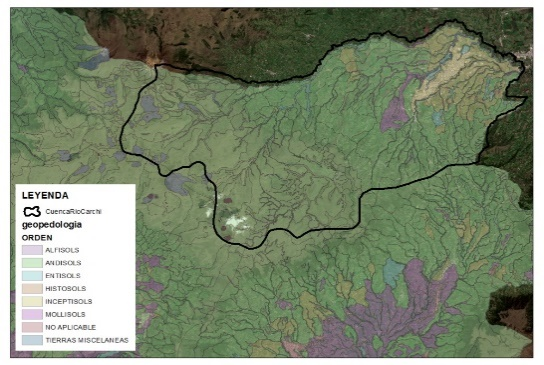 LEYENDA
CuencaRioCarchi
geopedologia
ORDEN
ALFISOLS
ANDISOLS
ENTISOLS
HISTOSOLS
INCEPTISOLS
MOLLISOLS
NO APLICABLE
TIERRAS MISCELANEAS